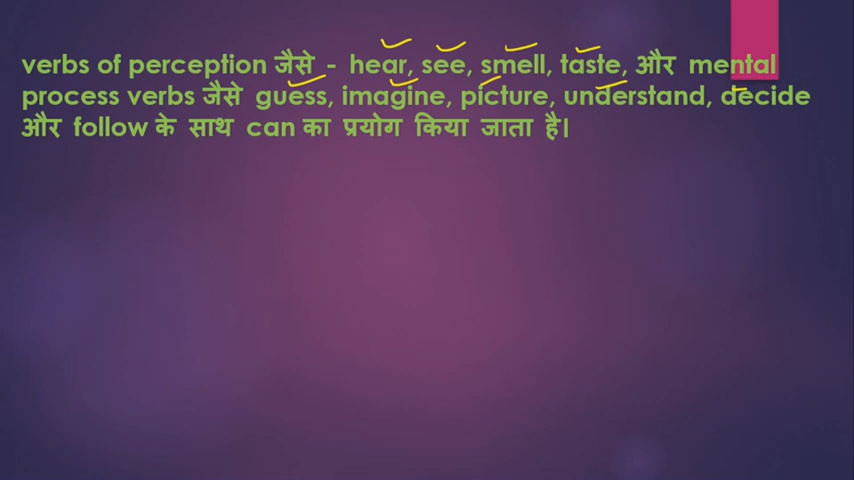 verbs of perception जैसे - hear, see, smell, taste, और mental
process verbs जैसे guess, imagine, picture, understand, decide
और follow के साथ can का प्रयोग किया जाता है।